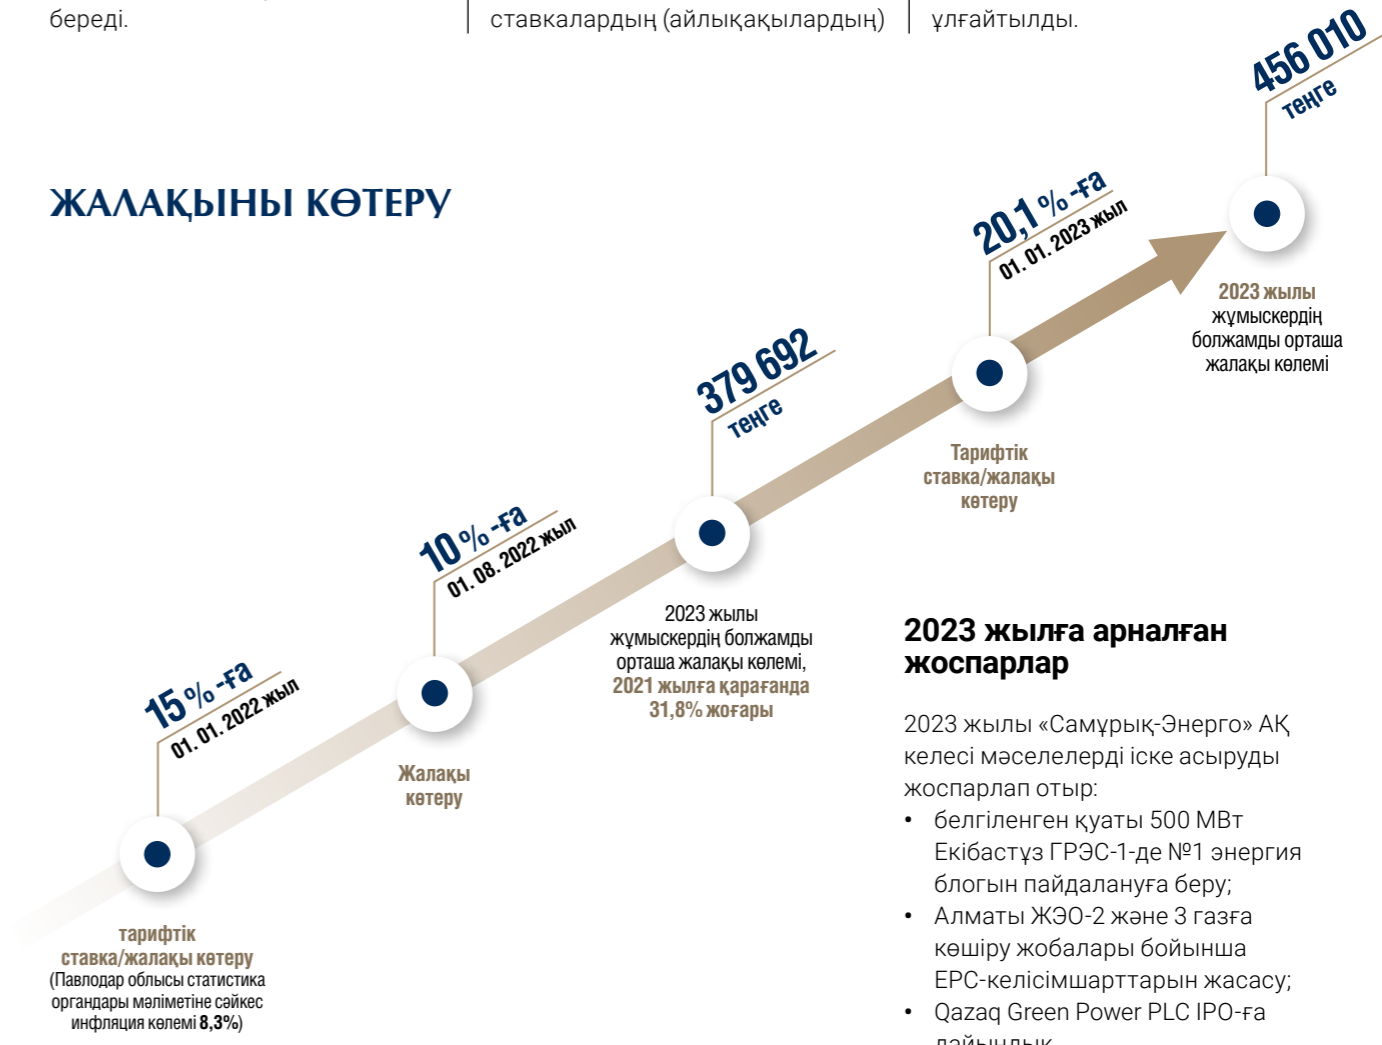 береді.
ставкалардың (айлықақылардың)
ұлғайтылды.
ЖАЛАҚЫНЫ КӨТЕРУ
15 % -ға
01. 01. 2022 жыл
тарифтік
ставка/жалақы көтеру
(Павлодар облысы статистика
органдары мәліметіне сәйкес
инфляция көлемі 8,3%)
10 % -ға
01. 08. 2022 жыл
Жалақы
көтеру
379 692
теңге
2023 жылы
жұмыскердің болжамды
орташа жалақы көлемі,
2021 жылға қарағанда
31,8% жоғары
20,1 % -ға
01. 01. 2023 жыл
Тарифтік
ставка/жалақы
көтеру
456 010
теңге
2023 жылы
жұмыскердің
болжамды орташа
жалақы көлемі
2023 жылға арналған
жоспарлар
2023 жылы «Самұрық-Энерго» АҚ
келесі мәселелерді іске асыруды
жоспарлап отыр:
• белгіленген қуаты 500 МВт
Екібастұз ГРЭС-1-де №1 энергия
блогын пайдалануға беру;
• Алматы ЖЭО-2 және 3 газға
көшіру жобалары бойынша
ЕРС-келісімшарттарын жасасу;
• Qazaq Green Power PLC IPO-ға